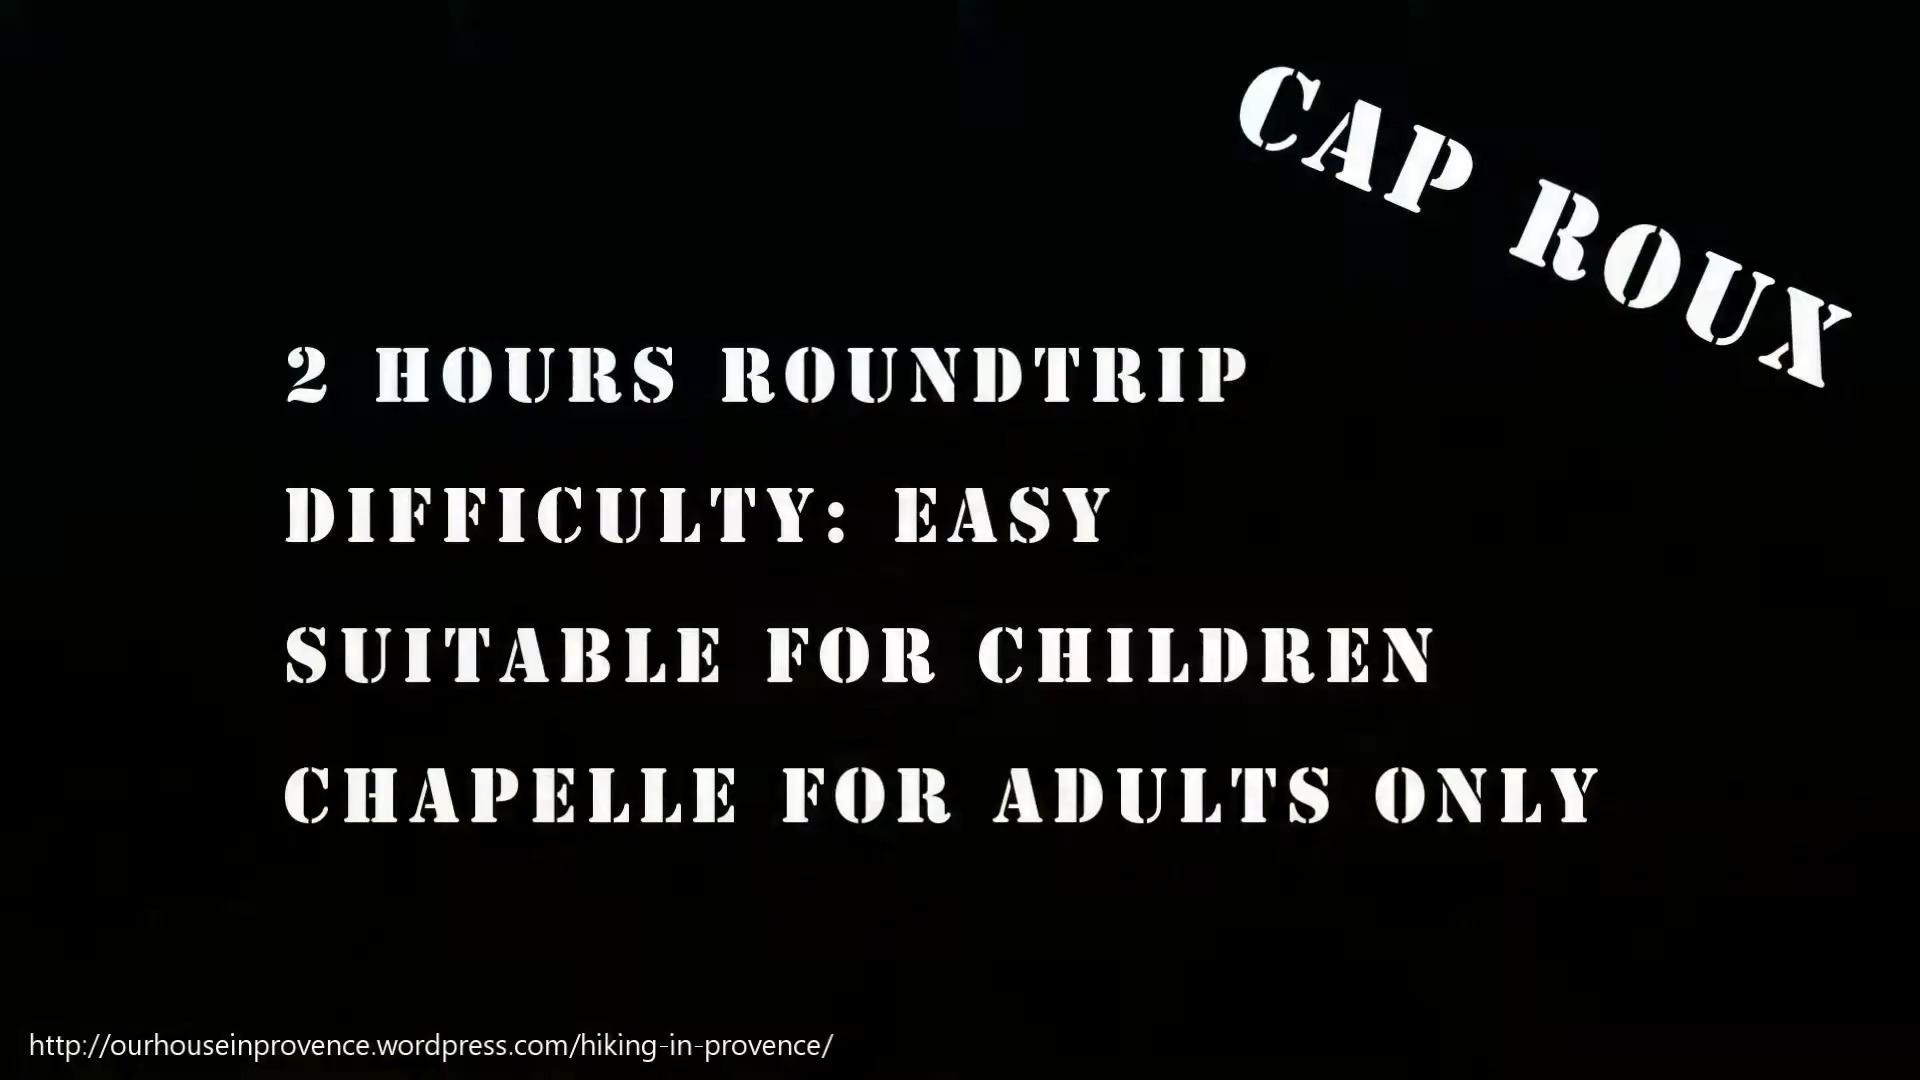 CAP ROUX
2 HOURS ROUNDTRIP
DIFFICULTY: EASY
SUITABLE FOR CHILDREN
CHAPELLE FOR ADULTS ONLY
http://ourhouseinprovence.wordpress.com/hiking-in-provence/